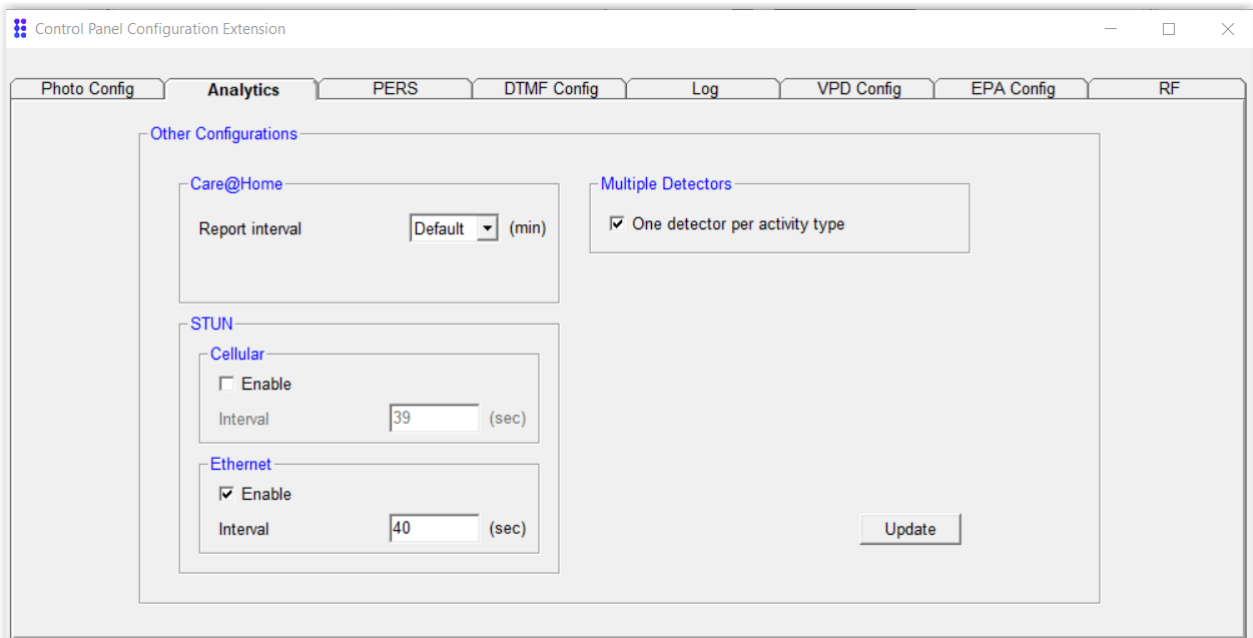 Control Panel Configuration Extension
Photo Config Analytics PERS DTMF Config Log VPD Config EPA Config RF
Other Configurations
Care@Home
Report interval Default (min)
Multiple Detectors
One detector per activity type
STUN
Cellular
Enable
Interval 39 (sec)
Ethernet
Enable
Interval 40 (sec)
Update